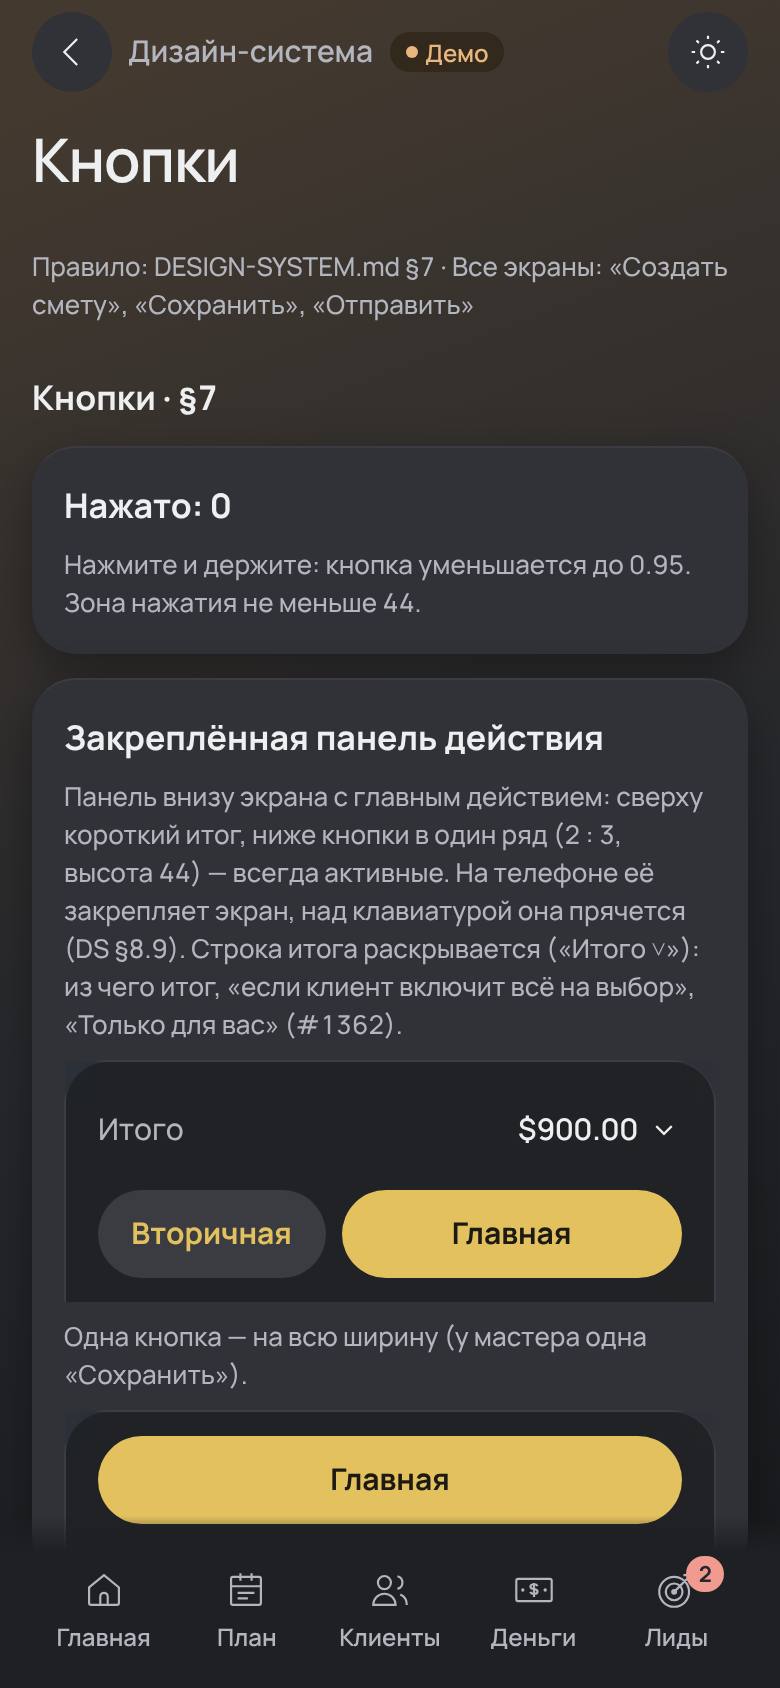 Дизайн-система
Демо
Кнопки
Правило: DESIGN-SYSTEM.md §7 · Все экраны: «Создать
смету», «Сохранить», «Отправить»
Кнопки · §7
Нажато: 0
Нажмите и держите: кнопка уменьшается до 0.95.
Зона нажатия не меньше 44.
Закреплённая панель действия
Панель внизу экрана с главным действием: сверху
короткий итог, ниже кнопки в один ряд (2 : 3,
высота 44) — всегда активные. На телефоне её
закрепляет экран, над клавиатурой она прячется
(DS §8.9). Строка итога раскрывается («Итого ˅»):
из чего итог, «если клиент включит всё на выбор»,
«Только для вас» (#1362).
Итого
$900.00
Вторичная
Главная
Одна кнопка — на всю ширину (у мастера одна
«Сохранить»).
Главная
2
Главная
План
Клиенты
Деньги
Лиды